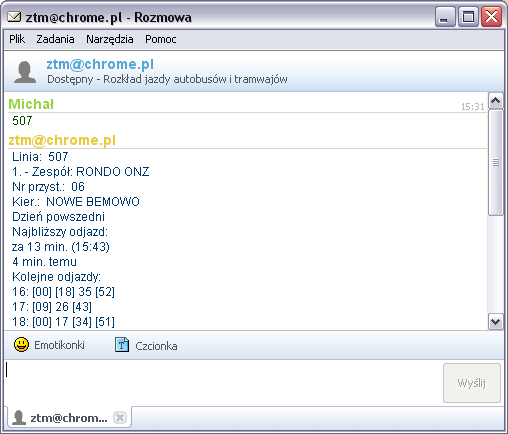 ztm@chrome.pl - Rozmowa
Plik Zadania Narzędzia Pomoc
ztm@chrome.pl
Dostępny - Rozkład jazdy autobusów i tramwajów
Michał 15:31
507
ztm@chrome.pl
Linia: 507
1. - Zespół: RONDO ONZ
Nr przyst.: 06
Kier.: NOWE BEMOWO
Dzień powszedni
Najbliższy odjazd:
za 13 min. (15:43)
4 min. temu
Kolejne odjazdy:
16: [00] [18] 35 [52]
17: [09] 26 [43]
18: [00] 17 [34] [51]
Emotikonki Czcionka
Wyślij
ztm@chrom...